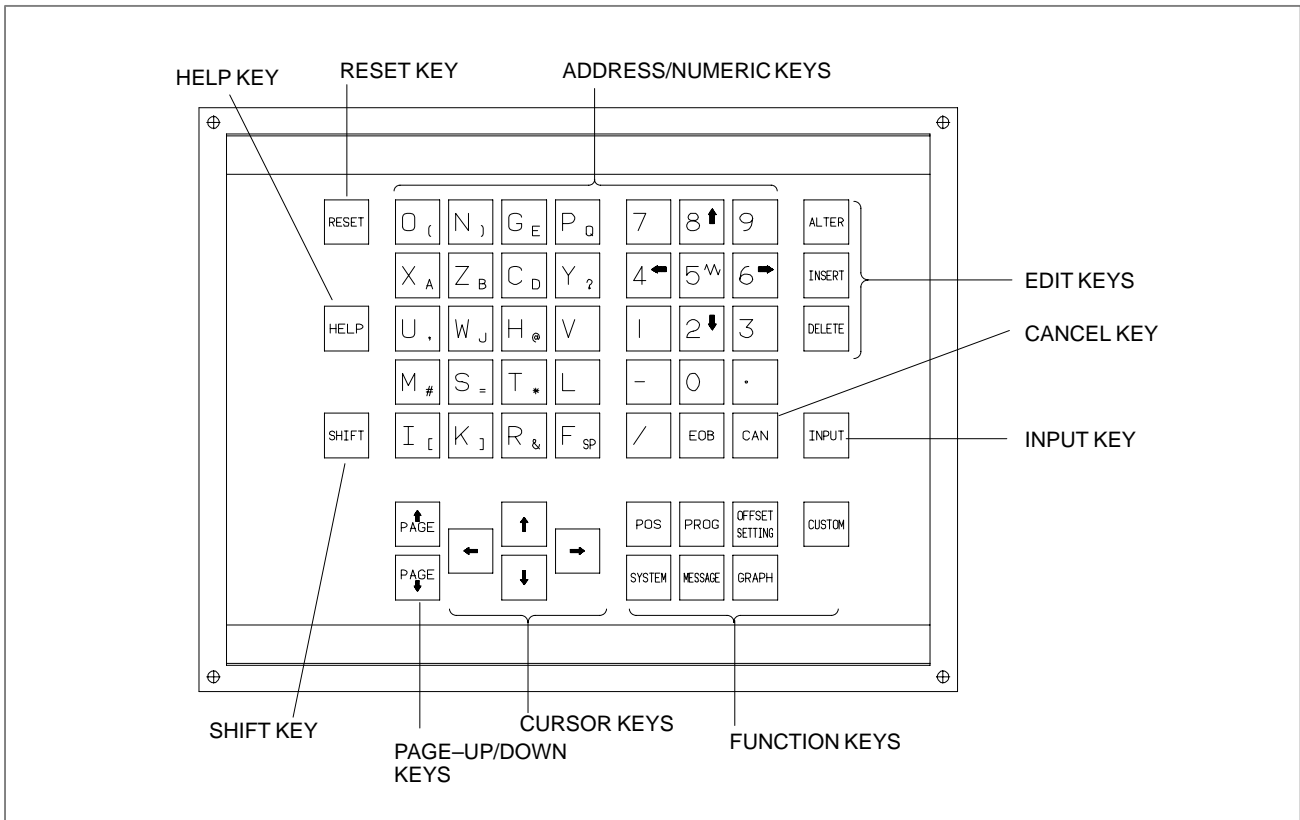 HELP KEY
RESET KEY
ADDRESS/NUMERIC KEYS
RESET O ( N ) G E P Q 7 8 9 ALTER
X A Z B C D Y ? 4 5 6 INSERT
EDIT KEYS
HELP U , W J H @ V 1 2 3 DELETE
CANCEL KEY
M # S = T * L - 0 .
SHIFT I [ K ] R & F SP / EOB CAN INPUT
INPUT KEY
PAGE POS PROG OFFSET SETTING CUSTOM
PAGE SYSTEM MESSAGE GRAPH
SHIFT KEY
CURSOR KEYS
FUNCTION KEYS
PAGE–UP/DOWN
KEYS